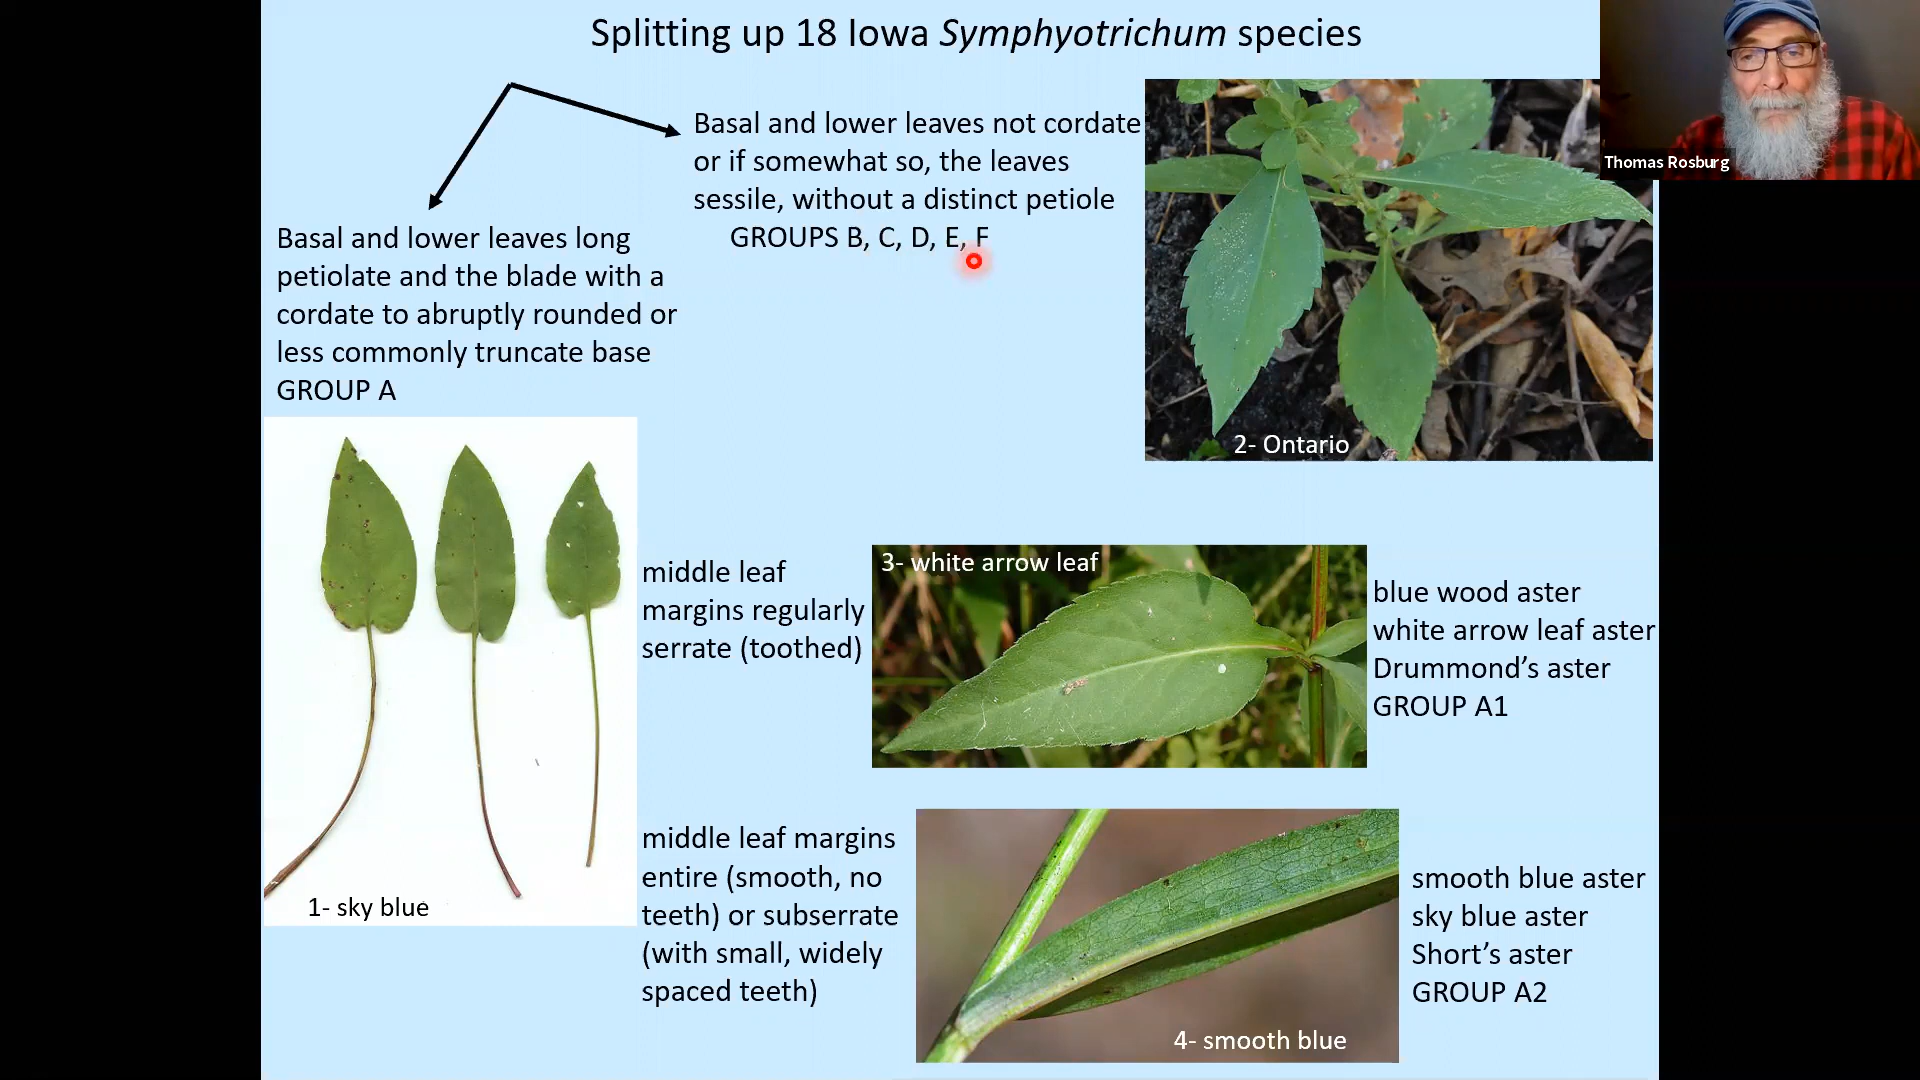 Splitting up 18 Iowa Symphyotrichum species
Thomas Rosburg
Basal and lower leaves not cordate
or if somewhat so, the leaves
sessile, without a distinct petiole
GROUPS B, C, D, E, F
Basal and lower leaves long
petiolate and the blade with a
cordate to abruptly rounded or
less commonly truncate base
GROUP A
2- Ontario
1- sky blue
middle leaf
margins regularly
serrate (toothed)
3- white arrow leaf
blue wood aster
white arrow leaf aster
Drummond’s aster
GROUP A1
middle leaf margins
entire (smooth, no
teeth) or subserrate
(with small, widely
spaced teeth)
4- smooth blue
smooth blue aster
sky blue aster
Short’s aster
GROUP A2